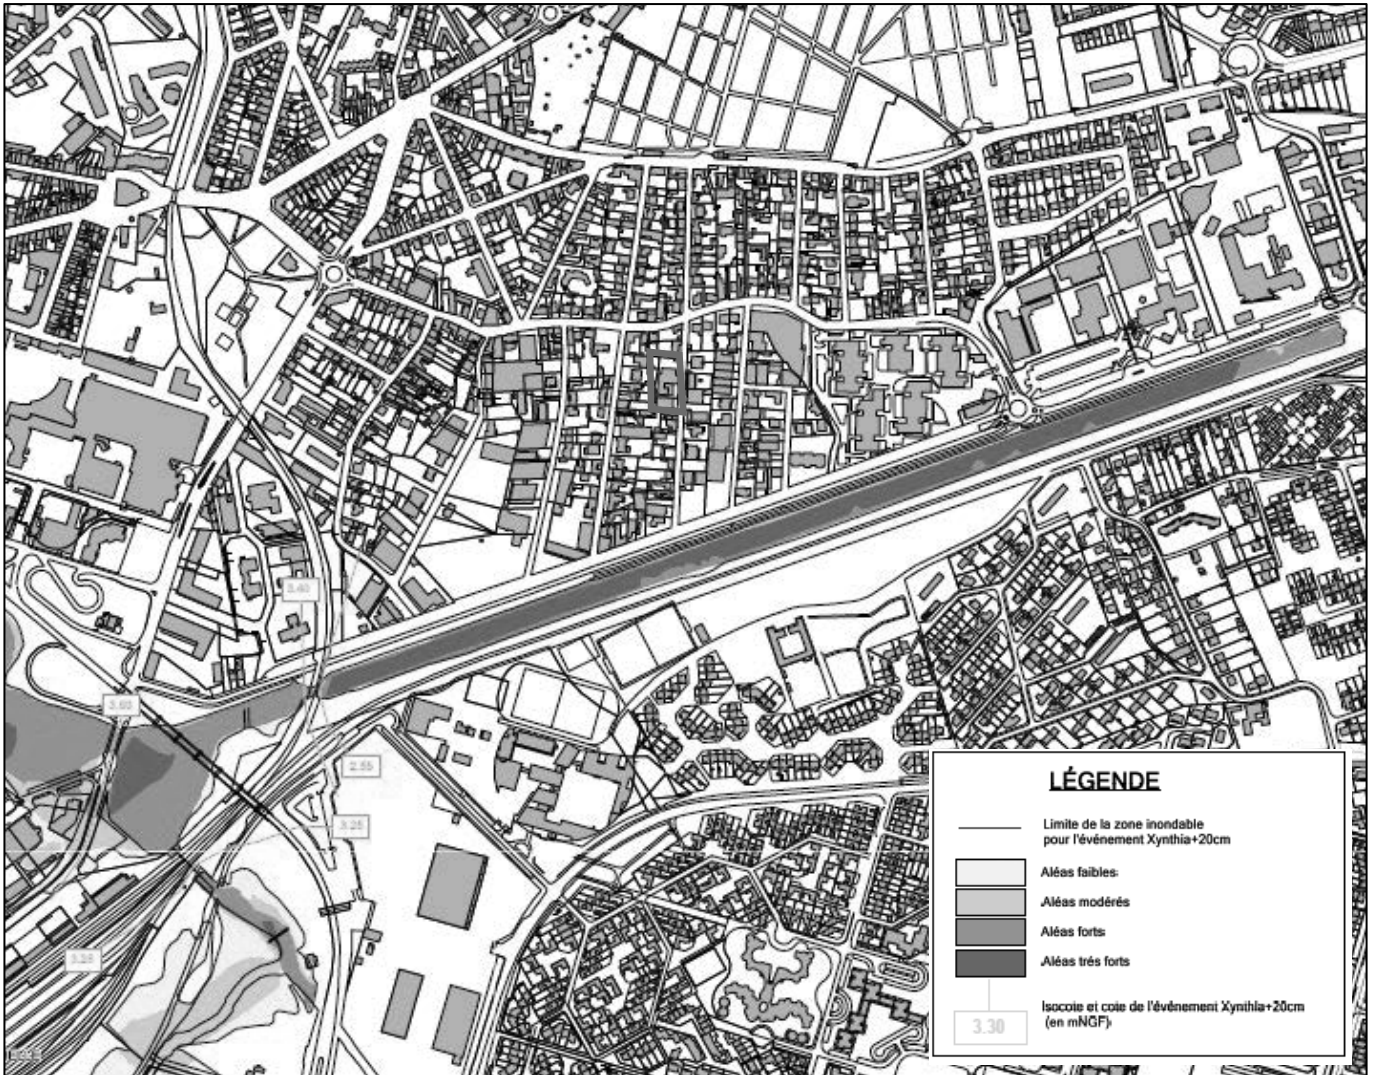 3.40
3.60
2.55
3.25
3.28
LÉGENDE
Limite de la zone inondable
pour l'événement Xynthia+20cm
Aléas faibles
Aléas modérés
Aléas forts
Aléas trés forts
Isocote et cote de l'événement Xynthia+20cm
3.30
(en mNGF)